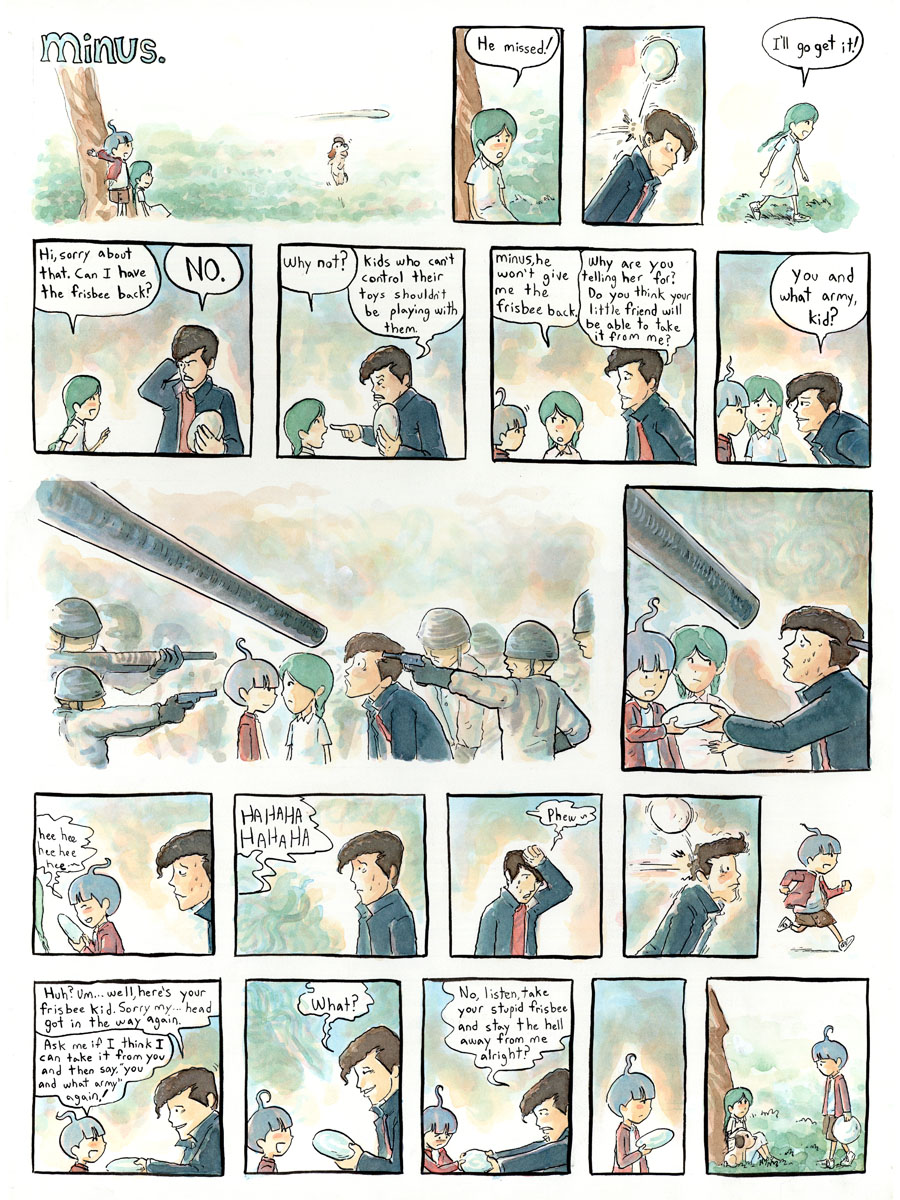 minus.
He missed!
I'll go get it!
Hi, sorry about
that. Can I have
the frisbee back?
NO.
Why not?
Kids who can't
control their
toys shouldn't
be playing with
them.
minus, he
won't give
me the
frisbee back.
Why are you
telling her for?
Do you think your
little friend will
be able to take
it from me?
You and
what army,
kid?
hee hee
hee hee
hee
HAHAHA
HAHAHA
Phew~
Huh? Um... well, here's your
frisbee kid. Sorry my... head
got in the way again.
Ask me if I think I
can take it from you
and then say, "you
and what army"
again!
What?
No, listen, take
your stupid frisbee
and stay the hell
away from me
alright?